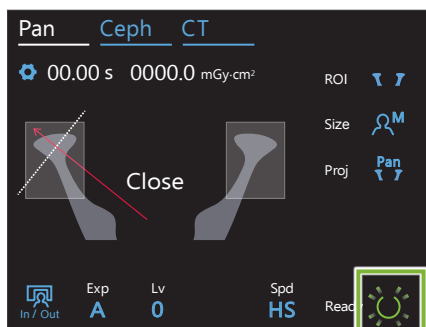 Pan Ceph CT
00.00 s 0000.0 mGy·cm²
ROI
Size M
Close
Proj Pan
In / Out
Exp
A
Lv
0
Spd
HS
Ready